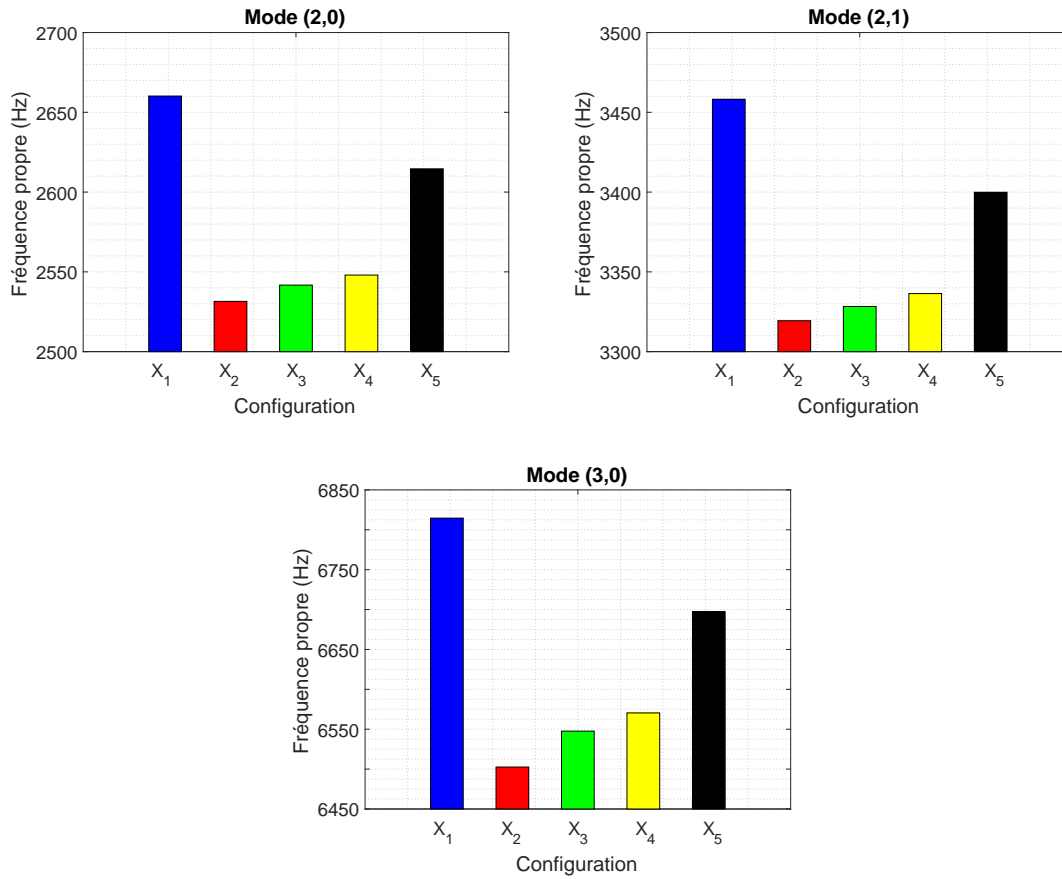 Mode (2,0)
Fréquence propre (Hz)
2700
2650
2600
2550
2500
X1 X2 X3 X4 X5
Configuration
Mode (2,1)
Fréquence propre (Hz)
3500
3450
3400
3350
3300
X1 X2 X3 X4 X5
Configuration
Mode (3,0)
Fréquence propre (Hz)
6850
6750
6650
6550
6450
X1 X2 X3 X4 X5
Configuration